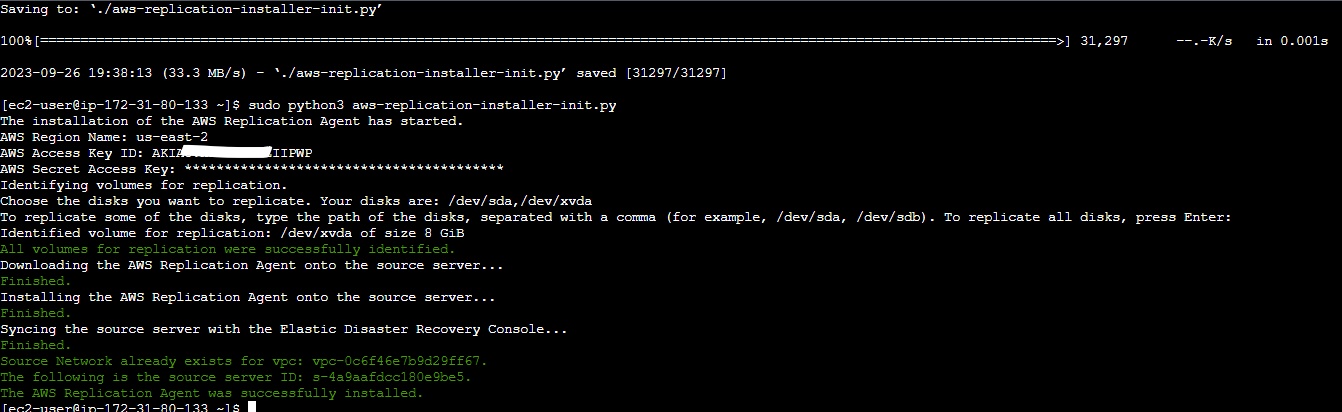 Saving to: ‘./aws-replication-installer-init.py’
100%[===============================================================================================================================>] 31,297 --.-K/s in 0.001s
2023-09-26 19:38:13 (33.3 MB/s) - ‘./aws-replication-installer-init.py’ saved [31297/31297]
[ec2-user@ip-172-31-80-133 ~]$ sudo python3 aws-replication-installer-init.py
The installation of the AWS Replication Agent has started.
AWS Region Name: us-east-2
AWS Access Key ID: AKIA IIPWP
AWS Secret Access Key: ****************************************
Identifying volumes for replication.
Choose the disks you want to replicate. Your disks are: /dev/sda,/dev/xvda
To replicate some of the disks, type the path of the disks, separated with a comma (for example, /dev/sda, /dev/sdb). To replicate all disks, press Enter:
Identified volume for replication: /dev/xvda of size 8 GiB
All volumes for replication were successfully identified.
Downloading the AWS Replication Agent onto the source server...
Finished.
Installing the AWS Replication Agent onto the source server...
Finished.
Syncing the source server with the Elastic Disaster Recovery Console...
Finished.
Source Network already exists for vpc: vpc-0c6f46e7b9d29ff67.
The following is the source server ID: s-4a9aafdcc180e9be5.
The AWS Replication Agent was successfully installed.
[ec2-user@ip-172-31-80-133 ~]$